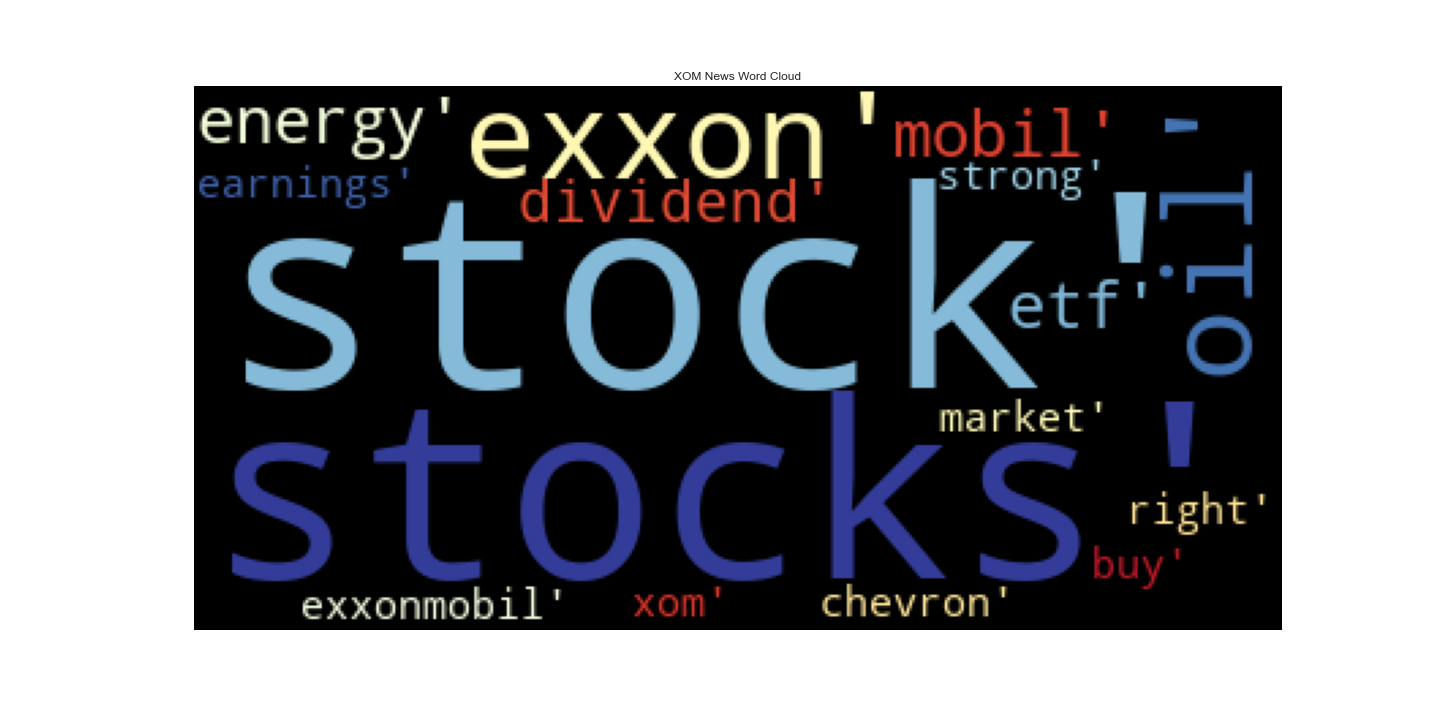 XOM News Word Cloud
energy'
exxon'
mobil'
oil'
earnings'
dividend'
strong'
stock'
etf'
market'
stocks'
right'
buy'
exxonmobil'
xom'
chevron'